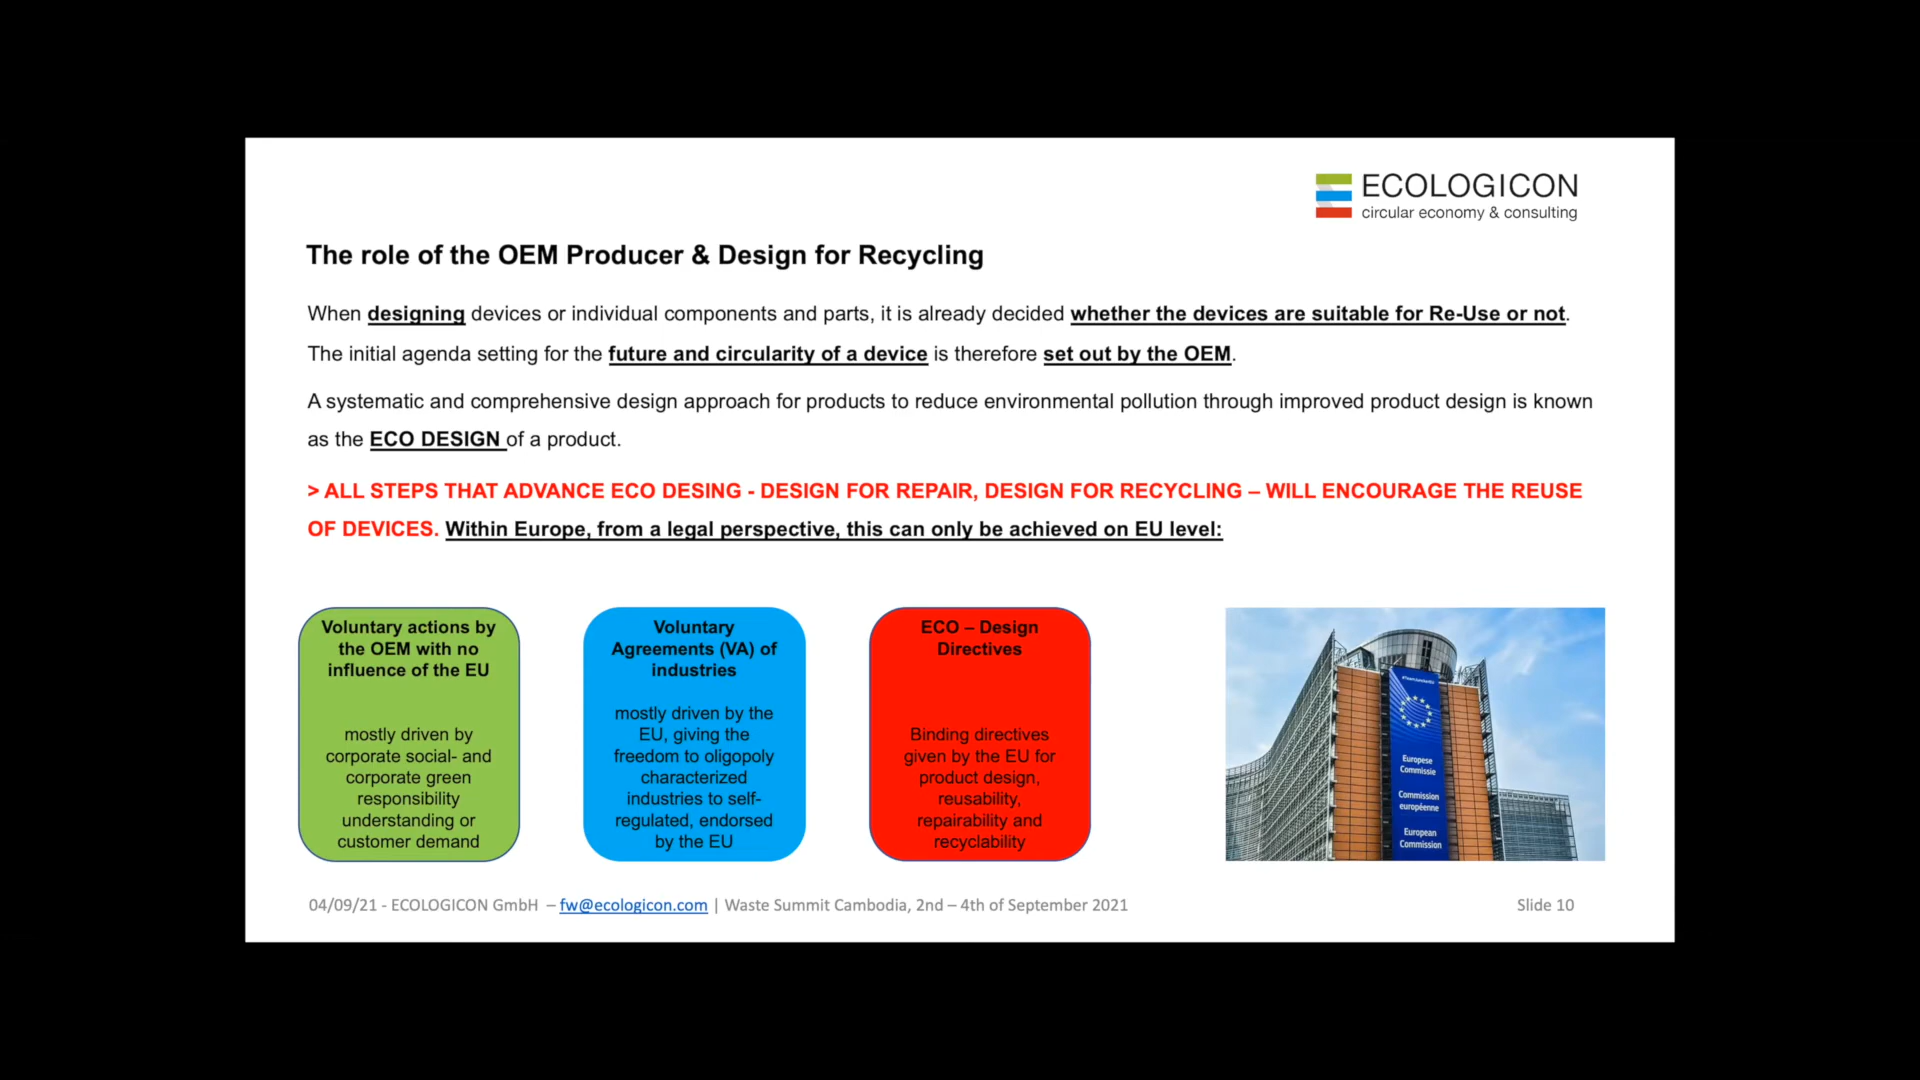 ECOLOGICON
circular economy & consulting
The role of the OEM Producer & Design for Recycling
When designing devices or individual components and parts, it is already decided whether the devices are suitable for Re-Use or not.
The initial agenda setting for the future and circularity of a device is therefore set out by the OEM.
A systematic and comprehensive design approach for products to reduce environmental pollution through improved product design is known
as the ECO DESIGN of a product.
> ALL STEPS THAT ADVANCE ECO DESING - DESIGN FOR REPAIR, DESIGN FOR RECYCLING – WILL ENCOURAGE THE REUSE
OF DEVICES. Within Europe, from a legal perspective, this can only be achieved on EU level:
Voluntary actions by
the OEM with no
influence of the EU
mostly driven by
corporate social- and
corporate green
responsibility
understanding or
customer demand
Voluntary
Agreements (VA) of
industries
mostly driven by the
EU, giving the
freedom to oligopoly
characterized
industries to self-
regulated, endorsed
by the EU
ECO – Design
Directives
Binding directives
given by the EU for
product design,
reusability,
repairability and
recyclability
Europese
Commissie
Commission
européenne
European
Commission
04/09/21 - ECOLOGICON GmbH – fw@ecologicon.com | Waste Summit Cambodia, 2nd – 4th of September 2021
Slide 10